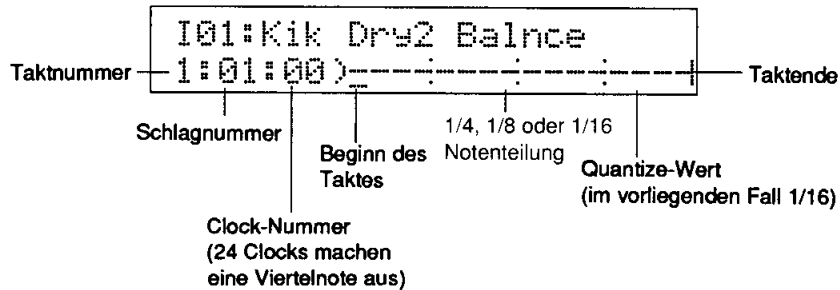 I01:Kik Dry2 Balnce
Taktnummer
1:01:00)----:----:----:----|
Taktende
Schlagnummer
Beginn des
Taktes
1/4, 1/8 oder 1/16
Notenteilung
Quantize-Wert
(im vorliegenden Fall 1/16)
Clock-Nummer
(24 Clocks machen
eine Viertelnote aus)